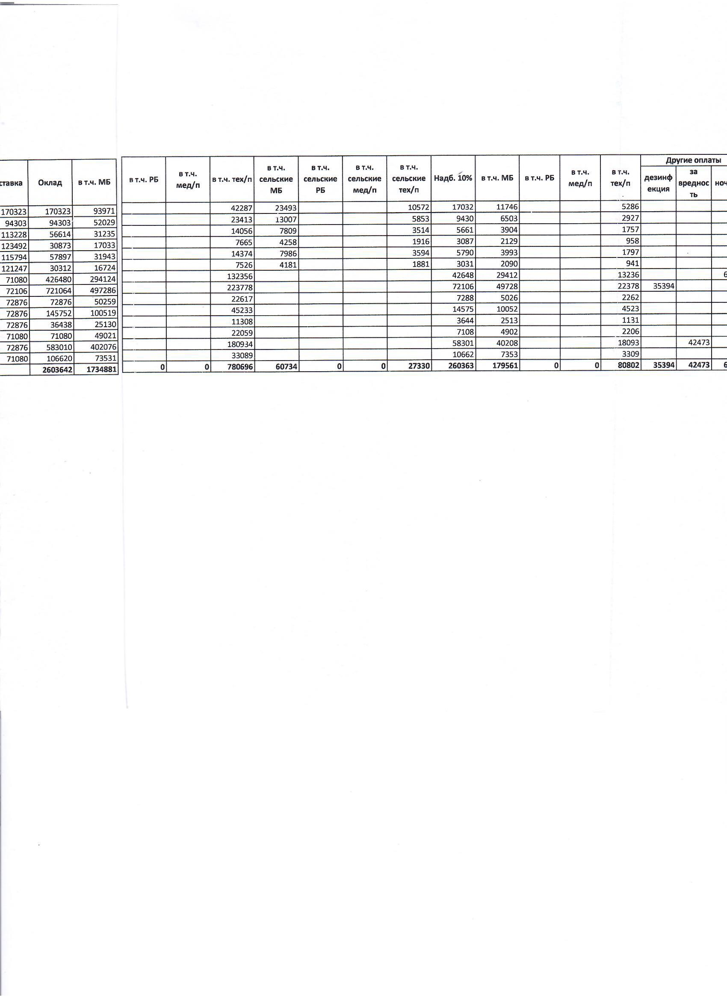 ставка Оклад в т.ч. МБ в т.ч. РБ в т.ч. мед/п в т.ч. тех/п в т.ч. сельские МБ в т.ч. сельские РБ в т.ч. сельские мед/п в т.ч. сельские тех/п Надб. 10% в т.ч. МБ в т.ч. РБ в т.ч. мед/п в т.ч. тех/п Другие оплаты
дезинфекция за вредность ноч
170323 170323 93971 42287 23493 10572 17032 11746 5286
94303 94303 52029 23413 13007 5853 9430 6503 2927
113228 56614 31235 14056 7809 3514 5661 3904 1757
123492 30873 17033 7665 4258 1916 3087 2129 958
115794 57897 31943 14374 7986 3594 5790 3993 1797
121247 30312 16724 7526 4181 1881 3031 2090 941
71080 426480 294124 132356 42648 29412 13236 6
72106 721064 497286 223778 72106 49728 22378 35394
72876 72876 50259 22617 7288 5026 2262
72876 145752 100519 45233 14575 10052 4523
72876 36438 25130 11308 3644 2513 1131
71080 71080 49021 22059 7108 4902 2206
72876 583010 402076 180934 58301 40208 18093 42473
71080 106620 73531 33089 10662 7353 3309
2603642 1734881 0 0 780696 60734 0 0 27330 260363 179561 0 0 80802 35394 42473 6